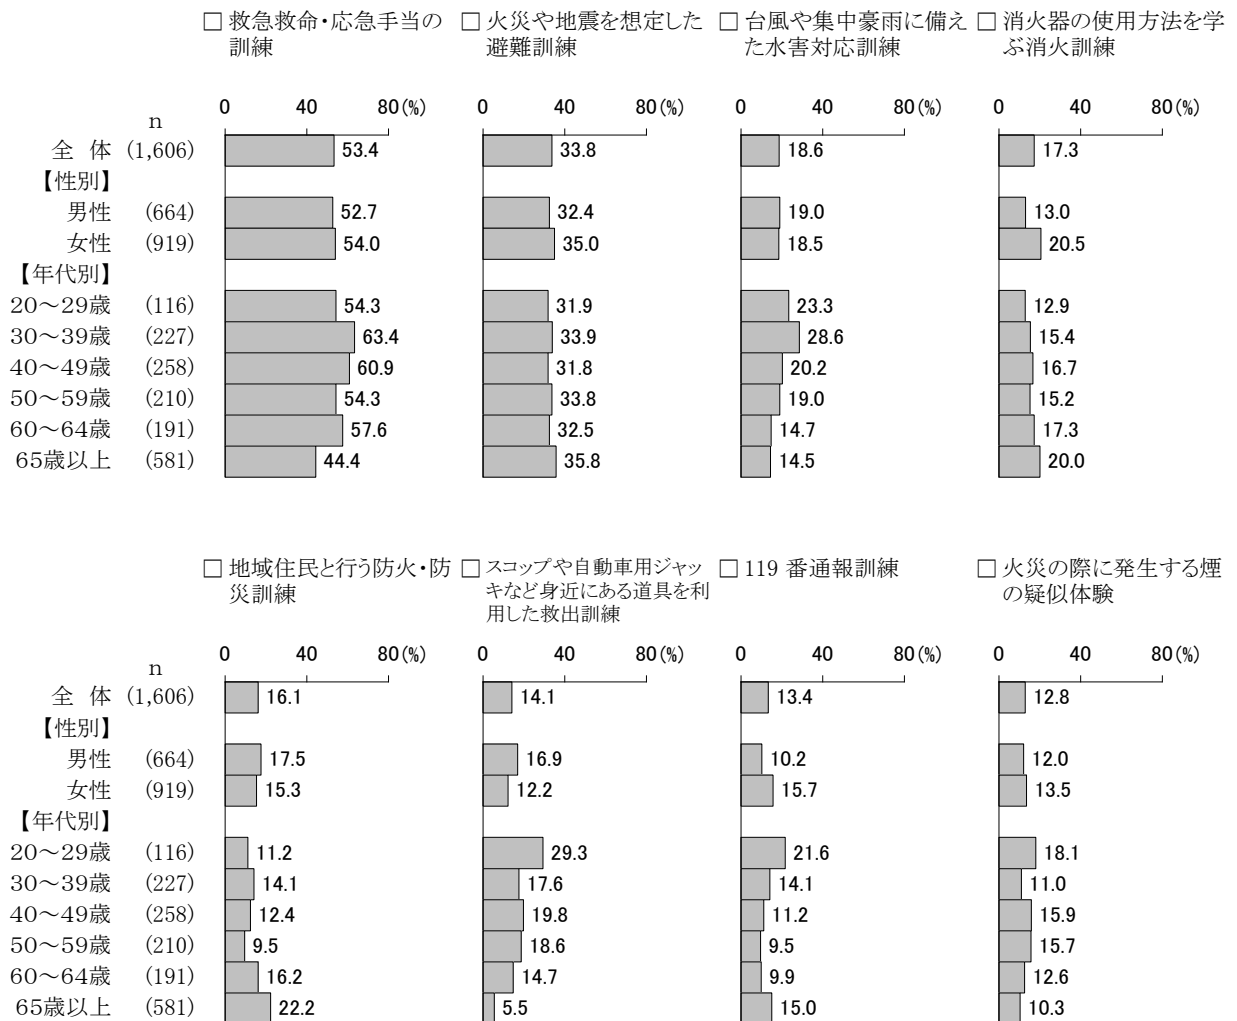 □ 救急救命・応急手当の訓練 □ 火災や地震を想定した避難訓練 □ 台風や集中豪雨に備えた水害対応訓練 □ 消火器の使用方法を学ぶ消火訓練
0 40 80(%) 0 40 80(%) 0 40 80(%) 0 40 80(%)
n
全 体 (1,606) 53.4 33.8 18.6 17.3
【性別】
男性 (664) 52.7 32.4 19.0 13.0
女性 (919) 54.0 35.0 18.5 20.5
【年代別】
20～29歳 (116) 54.3 31.9 23.3 12.9
30～39歳 (227) 63.4 33.9 28.6 15.4
40～49歳 (258) 60.9 31.8 20.2 16.7
50～59歳 (210) 54.3 33.8 19.0 15.2
60～64歳 (191) 57.6 32.5 14.7 17.3
65歳以上 (581) 44.4 35.8 14.5 20.0
□ 地域住民と行う防火・防災訓練 □ スコップや自動車用ジャッキなど身近にある道具を利用した救出訓練 □ 119 番通報訓練 □ 火災の際に発生する煙の疑似体験
0 40 80(%) 0 40 80(%) 0 40 80(%) 0 40 80(%)
n
全 体 (1,606) 16.1 14.1 13.4 12.8
【性別】
男性 (664) 17.5 16.9 10.2 12.0
女性 (919) 15.3 12.2 15.7 13.5
【年代別】
20～29歳 (116) 11.2 29.3 21.6 18.1
30～39歳 (227) 14.1 17.6 14.1 11.0
40～49歳 (258) 12.4 19.8 11.2 15.9
50～59歳 (210) 9.5 18.6 9.5 15.7
60～64歳 (191) 16.2 14.7 9.9 12.6
65歳以上 (581) 22.2 5.5 15.0 10.3